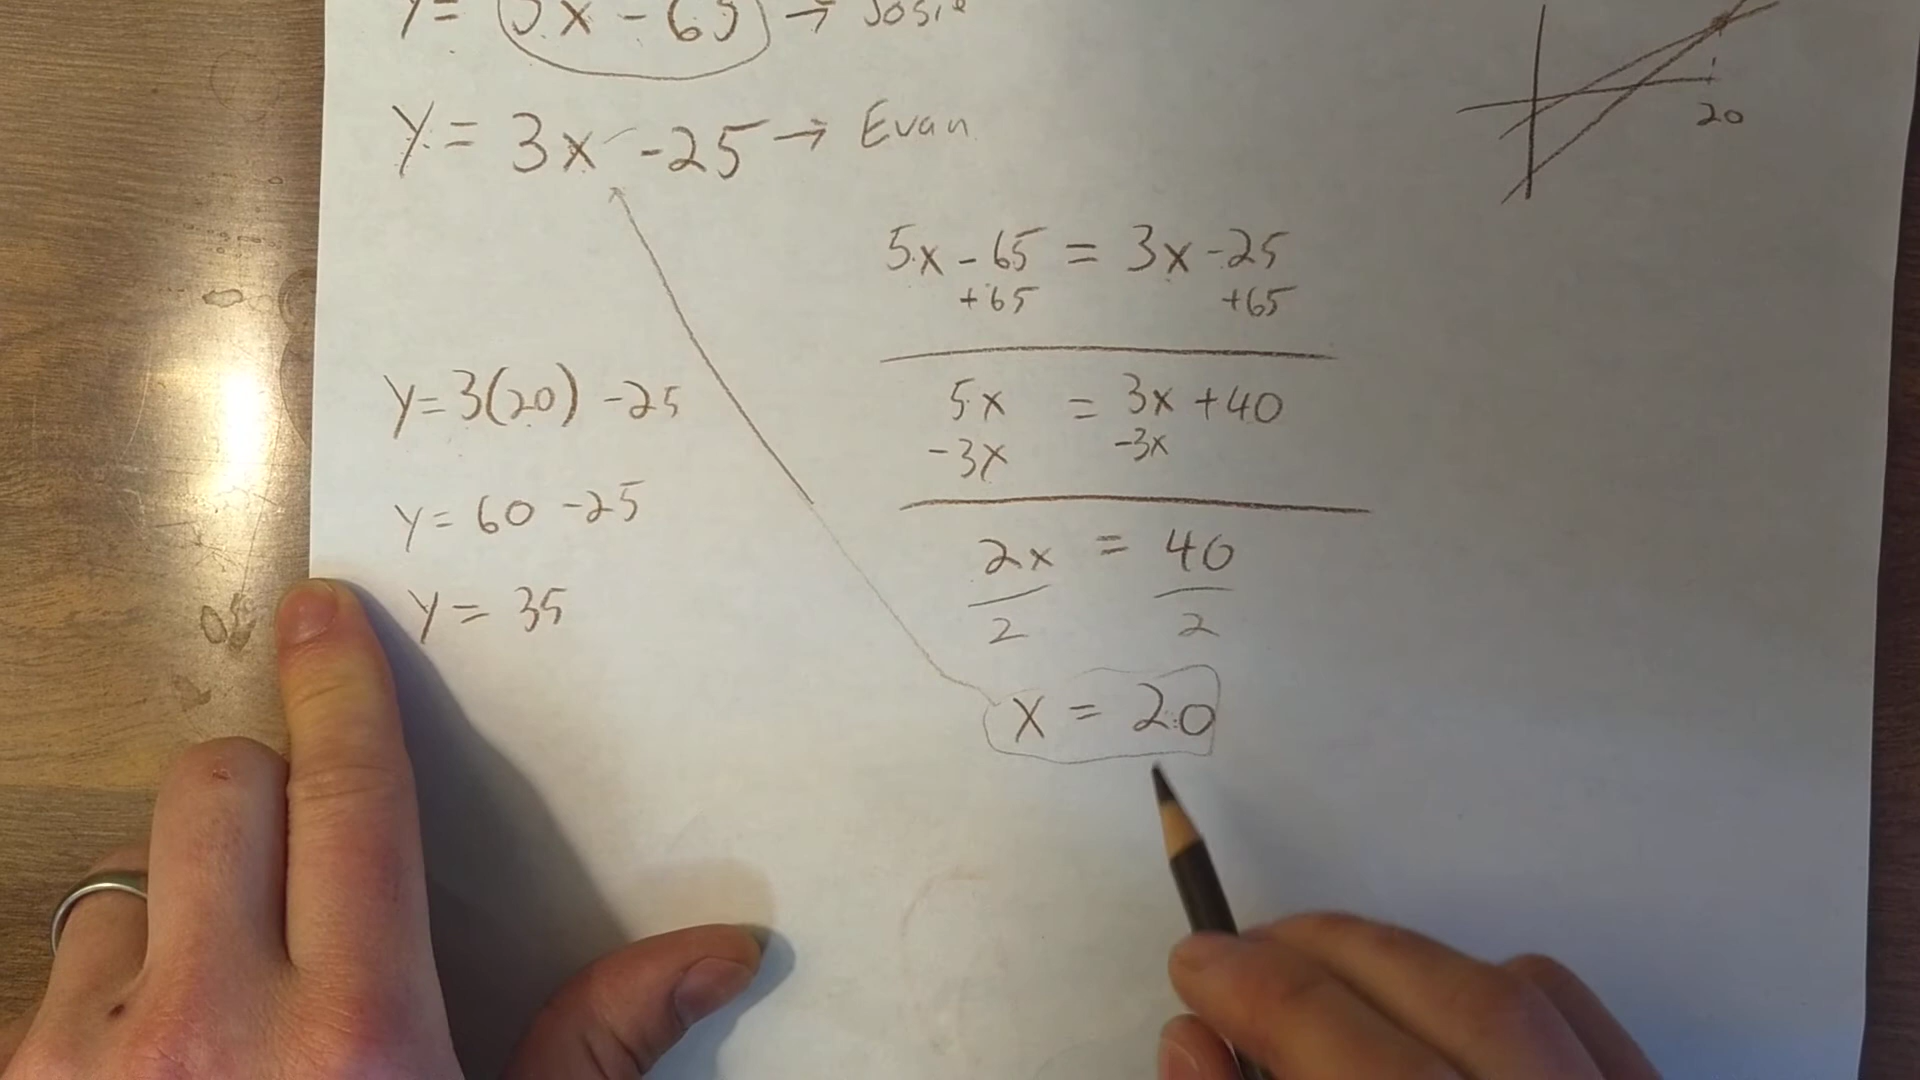 y = 5x - 65 → Josie
y = 3x - 25 → Evan
20
5x - 65 = 3x - 25
+65 +65
5x = 3x + 40
-3x -3x
2x = 40
2 2
x = 20
y = 3(20) - 25
y = 60 - 25
y = 35